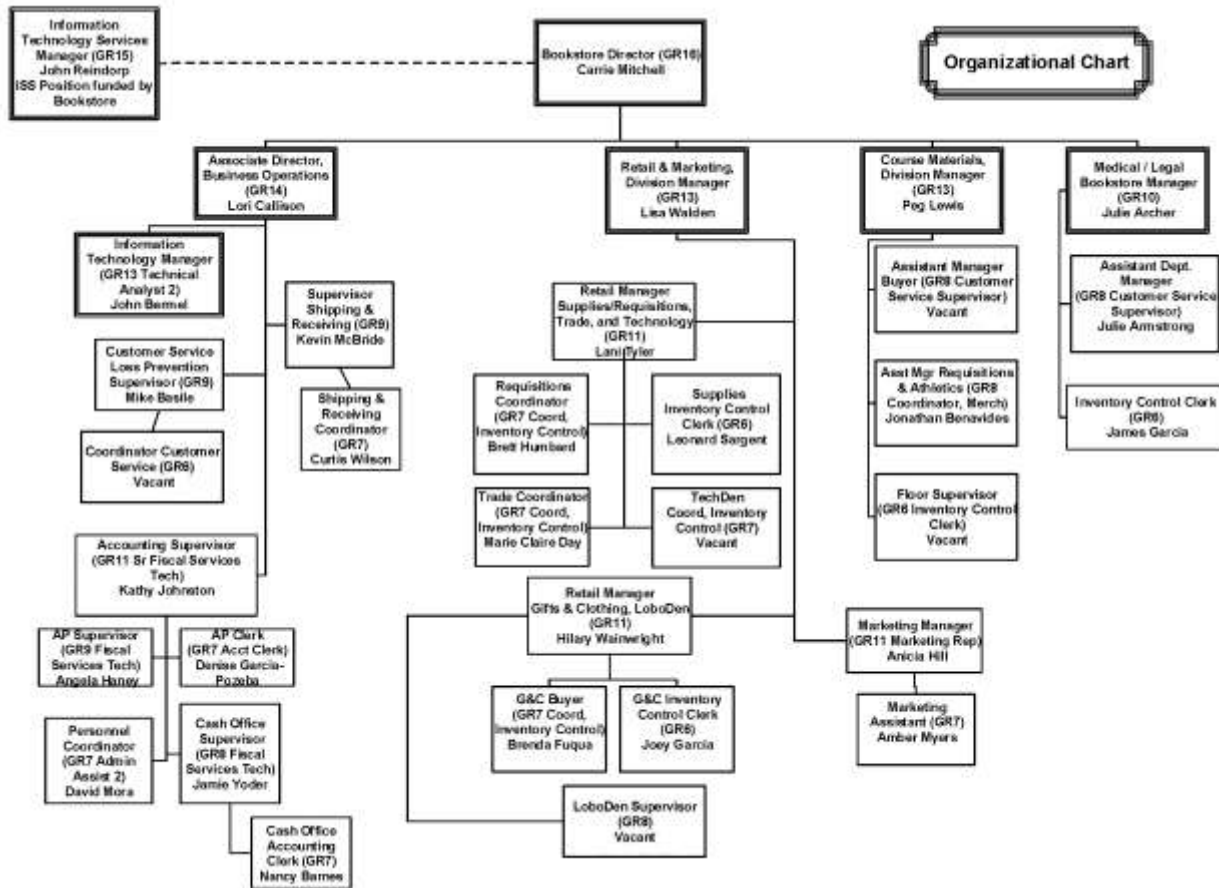 Information
Technology Services
Manager (GR15)
John Reindorp
ISS Position funded by
Bookstore
Bookstore Director (GR16)
Carrie Mitchell
Organizational Chart
Associate Director,
Business Operations
(GR14)
Lori Callison
Retail & Marketing,
Division Manager
(GR13)
Lisa Walden
Course Materials,
Division Manager
(GR13)
Peg Lewis
Medical / Legal
Bookstore Manager
(GR10)
Julie Archer
Information
Technology Manager
(GR13 Technical
Analyst 2)
John Bermel
Supervisor
Shipping &
Receiving (GR9)
Kevin McBride
Customer Service
Loss Prevention
Supervisor (GR9)
Mike Basile
Shipping &
Receiving
Coordinator
(GR7)
Curtis Wilson
Coordinator Customer
Service (GR6)
Vacant
Retail Manager
Supplies/Requisitions,
Trade, and Technology
(GR11)
Lani Tyler
Requisitions
Coordinator
(GR7 Coord,
Inventory Control)
Brett Humbard
Supplies
Inventory Control
Clerk (GR6)
Leonard Sargent
Trade Coordinator
(GR7 Coord,
Inventory Control)
Marie Claire Day
TechDen
Coord, Inventory
Control (GR7)
Vacant
Assistant Manager
Buyer (GR8 Customer
Service Supervisor)
Vacant
Asst Mgr Requisitions
& Athletics (GR8
Coordinator, Merch)
Jonathan Benavides
Floor Supervisor
(GR6 Inventory Control
Clerk)
Vacant
Assistant Dept.
Manager
(GR8 Customer Service
Supervisor)
Julie Armstrong
Inventory Control Clerk
(GR6)
James Garcia
Accounting Supervisor
(GR11 Sr Fiscal Services
Tech)
Kathy Johnston
AP Supervisor
(GR9 Fiscal
Services Tech)
Angela Haney
AP Clerk
(GR7 Acct Clerk)
Denise Garcia-
Pozeba
Personnel
Coordinator
(GR7 Admin
Assist 2)
David Mora
Cash Office
Supervisor
(GR8 Fiscal
Services Tech)
Jamie Yoder
Cash Office
Accounting
Clerk (GR7)
Nancy Barnes
Retail Manager
Gifts & Clothing, LoboDen
(GR11)
Hilary Wainwright
G&C Buyer
(GR7 Coord,
Inventory Control)
Brenda Fuqua
G&C Inventory
Control Clerk
(GR6)
Joey Garcia
LoboDen Supervisor
(GR8)
Vacant
Marketing Manager
(GR11 Marketing Rep)
Anicia Hill
Marketing
Assistant (GR7)
Amber Myers